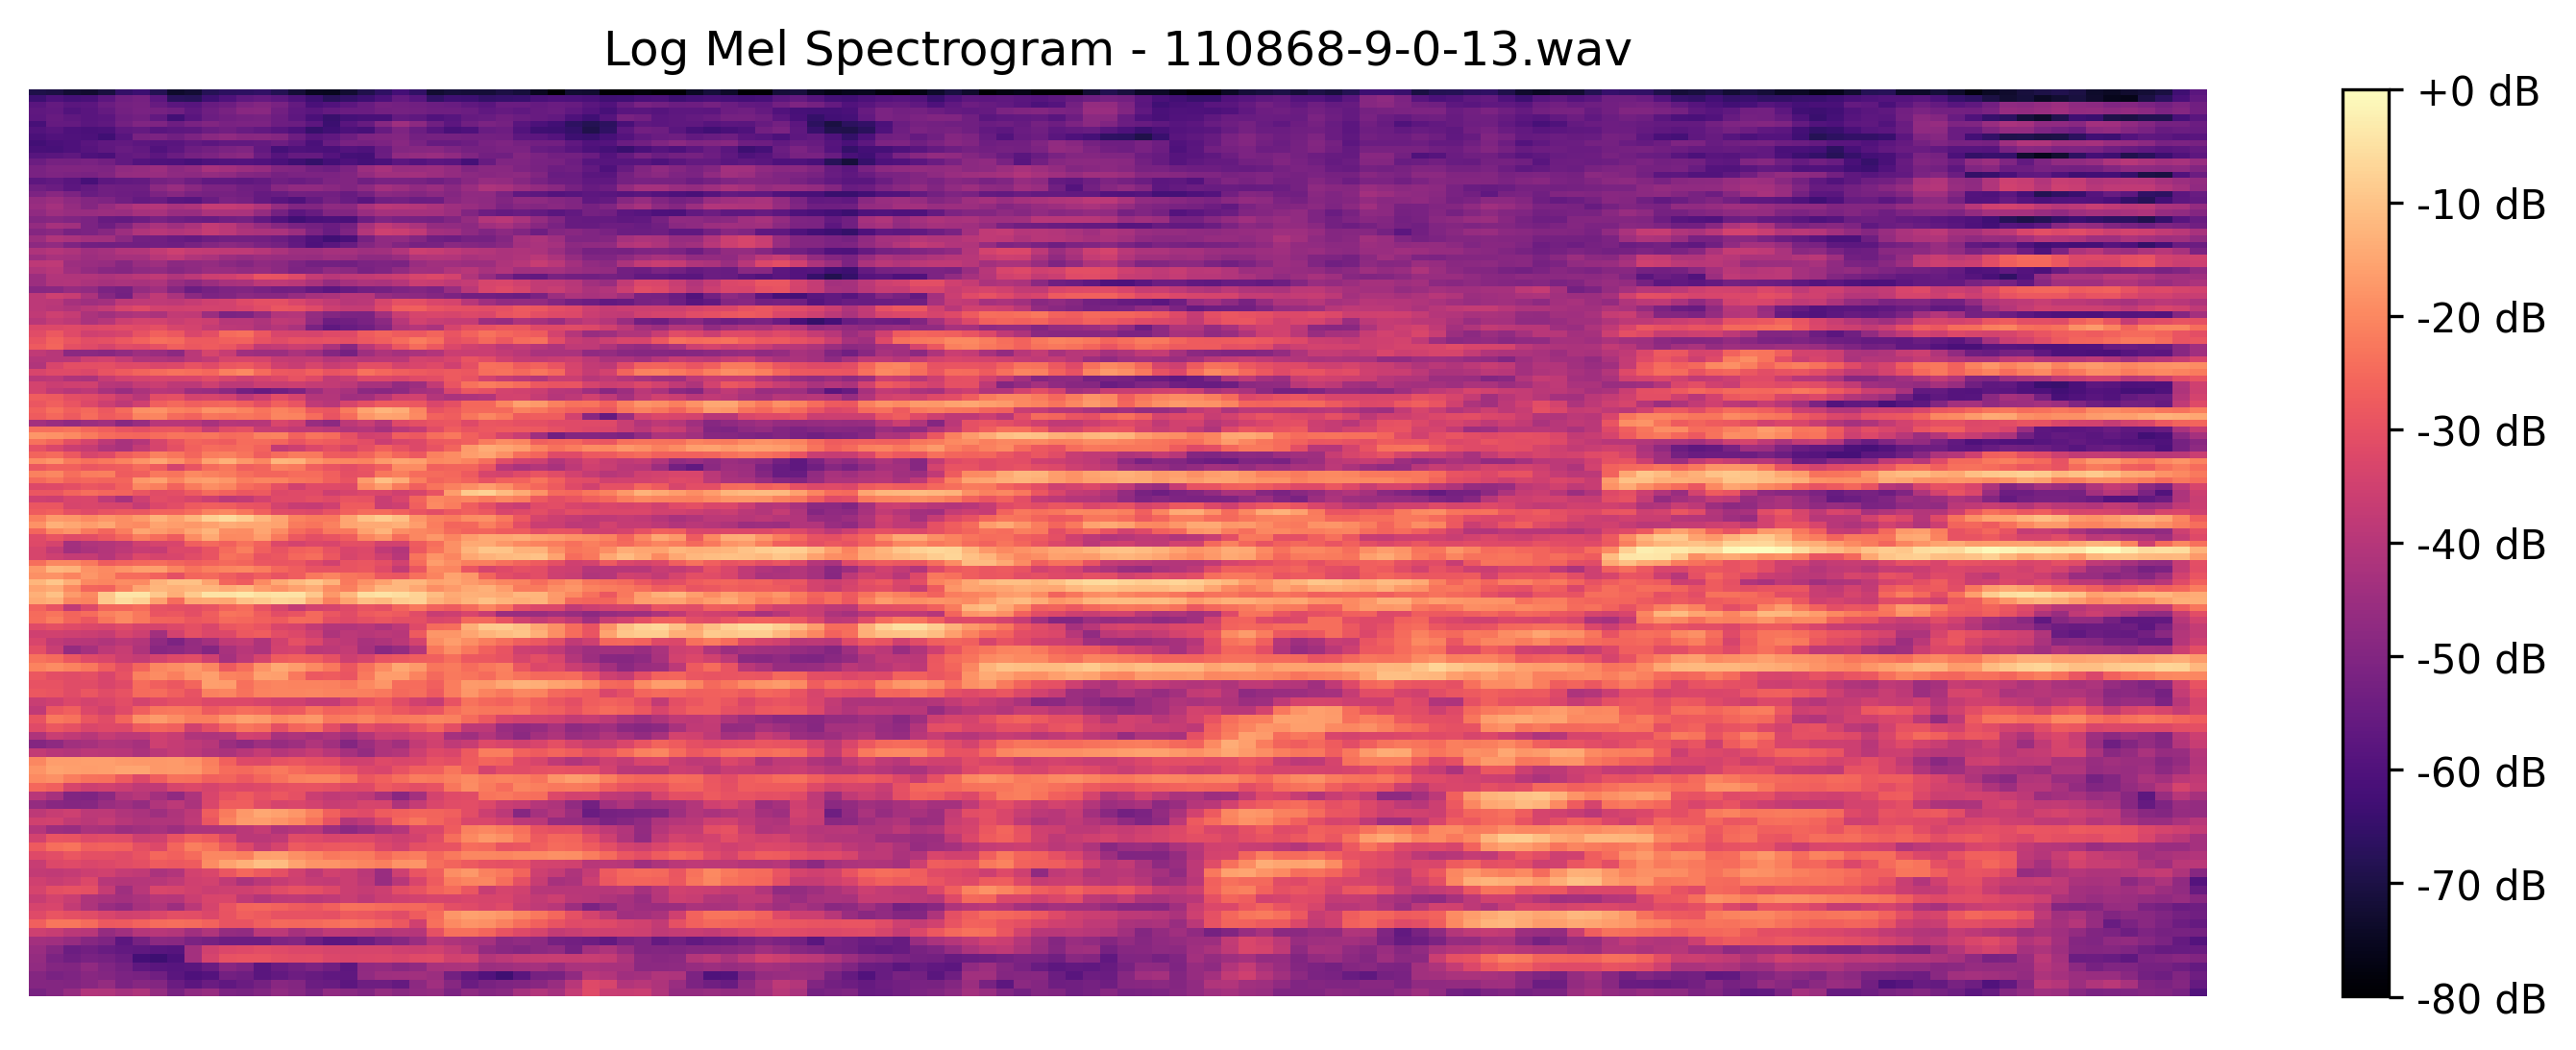 Log Mel Spectrogram - 110868-9-0-13.wav
+0 dB
-10 dB
-20 dB
-30 dB
-40 dB
-50 dB
-60 dB
-70 dB
-80 dB